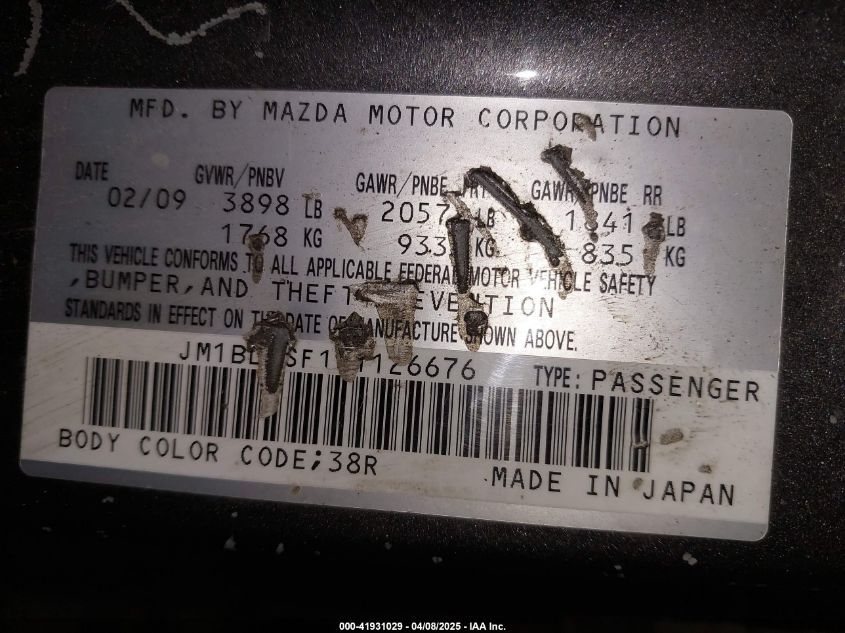 MFD. BY MAZDA MOTOR CORPORATION
DATE GVWR/PNBV GAWR/PNBE GAWR/PNBE RR
02/09 3898 LB 2057 LB LB
1768 KG 933 KG 835 KG
THIS VEHICLE CONFORMS TO ALL APPLICABLE FEDERAL MOTOR VEHICLE SAFETY
,BUMPER,AND THEFT PREVENTION
STANDARDS IN EFFECT ON THE DATE OF MANUFACTURE SHOWN ABOVE.
TYPE: PASSENGER
BODY COLOR CODE;38R
MADE IN JAPAN
000-41931029 - 04/08/2025 - IAA Inc.